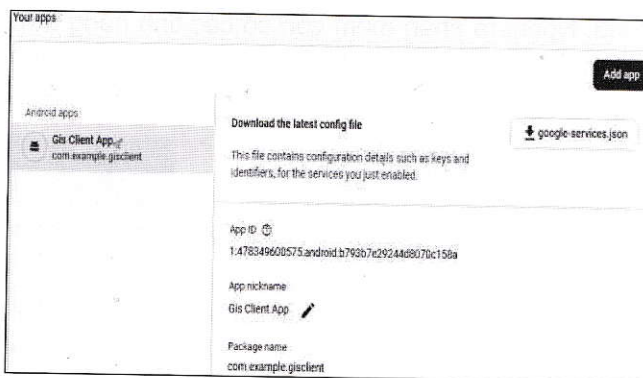 Your apps
Add app
Android apps
Gis Client App
com.example.gisclient
Download the latest config file
google-services.json
This file contains configuration details such as keys and
identifiers, for the services you just enabled.
App ID
1:478349600575:android:b793b7e29244d8070c158a
App nickname
Gis Client App
Package name
com.example.gisclient